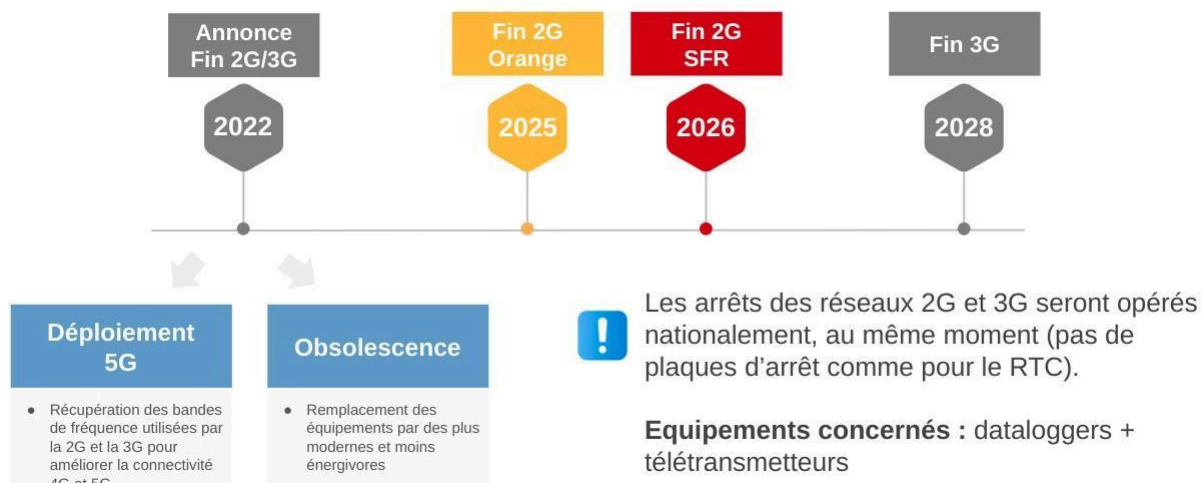 Annonce
Fin 2G/3G
Fin 2G
Orange
Fin 2G
SFR
Fin 3G
2022
2025
2026
2028
Déploiement
5G
● Récupération des bandes
de fréquence utilisées par
la 2G et la 3G pour
améliorer la connectivité
4G et 5G
Obsolescence
● Remplacement des
équipements par des plus
modernes et moins
énergivores
Les arrêts des réseaux 2G et 3G seront opérés
nationalement, au même moment (pas de
plaques d'arrêt comme pour le RTC).
Equipements concernés : dataloggers +
télétransmetteurs